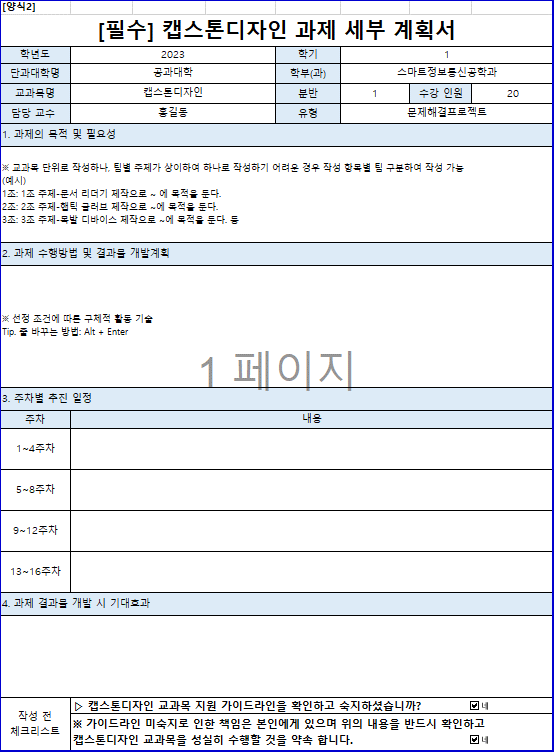 [양식2]
[필수] 캡스톤디자인 과제 세부 계획서
학년도 2023 학기 1
단과대학명 공과대학 학부(과) 스마트정보통신공학과
교과목명 캡스톤디자인 분반 1 수강 인원 20
담당 교수 홍길동 유형 문제해결프로젝트
1. 과제의 목적 및 필요성
※ 교과목 단위로 작성하나, 팀별 주제가 상이하여 하나로 작성하기 어려운 경우 작성 항목별 팀 구분하여 작성 가능
(예시)
1조: 1조 주제-문서 리더기 제작으로 ~ 에 목적을 둔다.
2조: 2조 주제-햅틱 글러브 제작으로 ~에 목적을 둔다.
3조: 3조 주제-목발 디바이스 제작으로 ~에 목적을 둔다. 등
2. 과제 수행방법 및 결과물 개발계획
※ 선정 조건에 따른 구체적 활동 기술
Tip. 줄 바꾸는 방법: Alt + Enter
1 페이지
3. 주차별 추진 일정
주차 내용
1~4주차
5~8주차
9~12주차
13~16주차
4. 과제 결과물 개발 시 기대효과
작성 전
체크리스트
▷ 캡스톤디자인 교과목 지원 가이드라인을 확인하고 숙지하셨습니까? ☑ 네
※ 가이드라인 미숙지로 인한 책임은 본인에게 있으며 위의 내용을 반드시 확인하고
캡스톤디자인 교과목을 성실히 수행할 것을 약속 합니다. ☑ 네